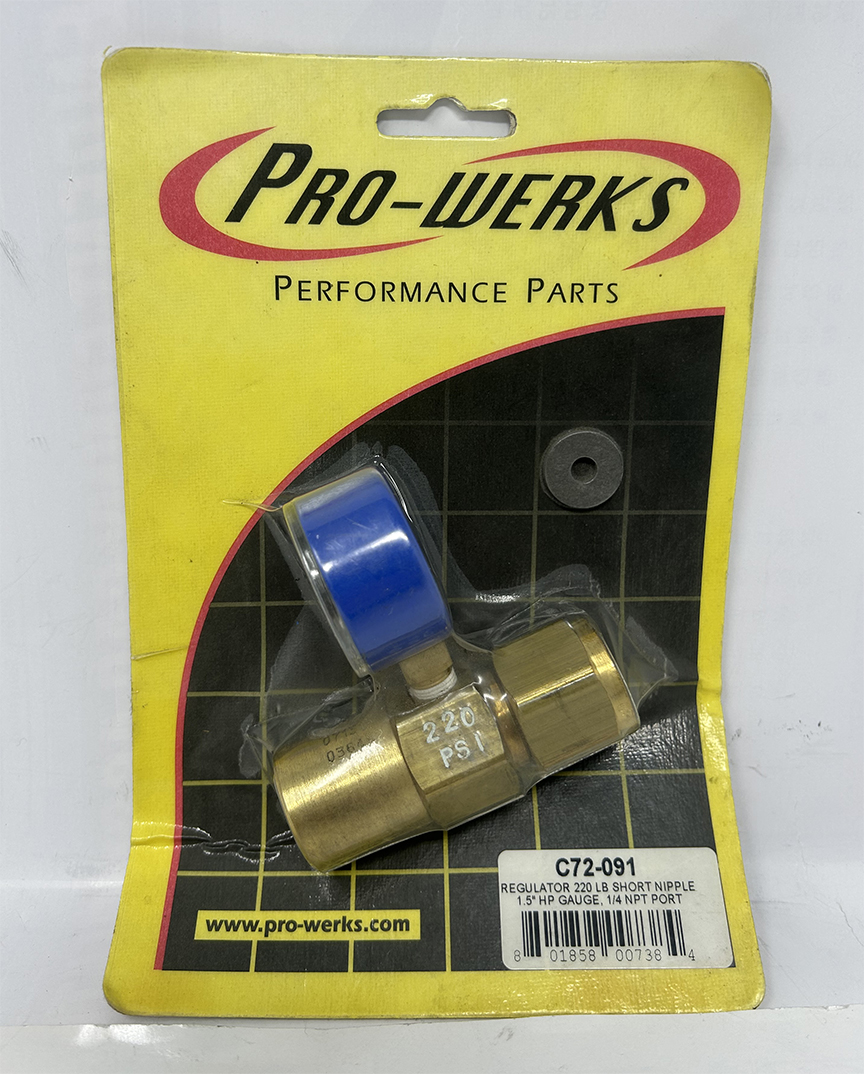 PRO-WERKS
PERFORMANCE PARTS
220
PSI
C72-091
REGULATOR 220 LB SHORT NIPPLE
1.5" HP GAUGE, 1/4 NPT PORT
www.pro-werks.com
8 01858 00738 4